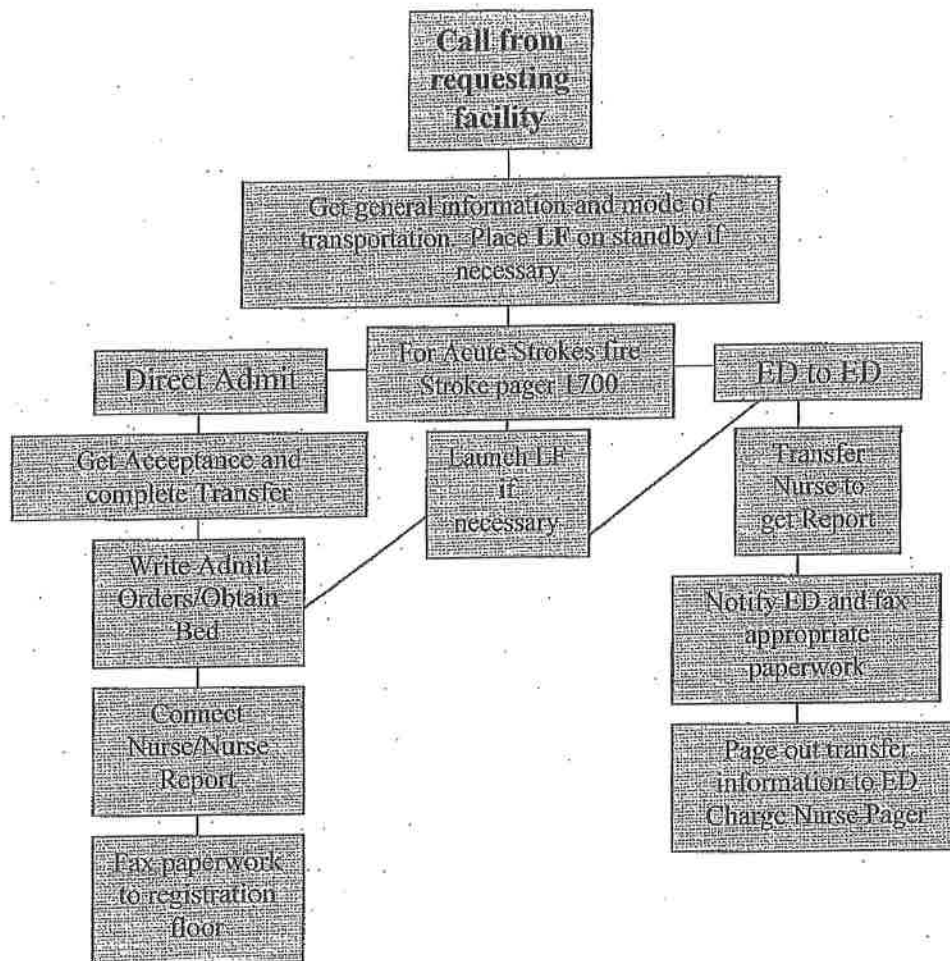 Call from
requesting
facility
Get general information and mode of
transportation. Place LF on standby if
necessary
For Acute Strokes fire
Stroke pager 1700
Direct Admit
ED to ED
Get Acceptance and
complete Transfer
Launch LF
if
necessary
Transfer
Nurse to
get Report
Write Admit
Orders/Obtain
Bed
Notify ED and fax
appropriate
paperwork
Connect
Nurse/Nurse
Report
Page out transfer
information to ED
Charge Nurse Pager
Fax paperwork
to registration
floor